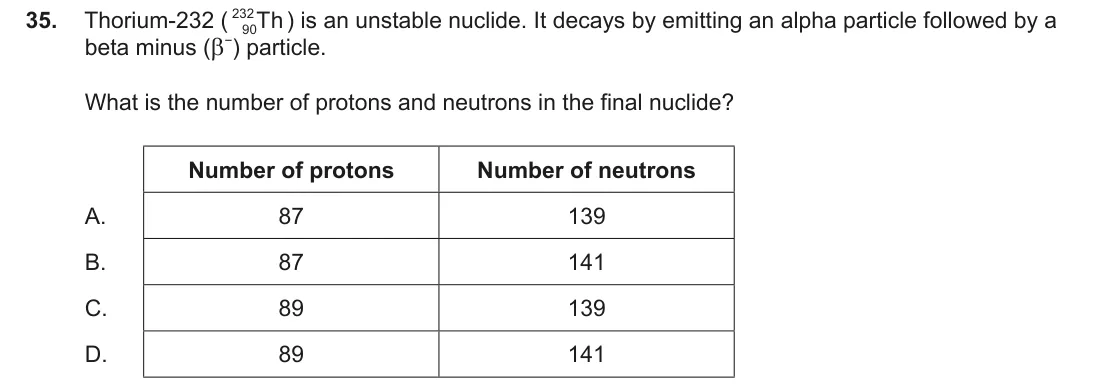 35. Thorium-232 (²³²₉₀Th) is an unstable nuclide. It decays by emitting an alpha particle followed by a
beta minus (β⁻) particle.
What is the number of protons and neutrons in the final nuclide?
Number of protons Number of neutrons
A. 87 139
B. 87 141
C. 89 139
D. 89 141